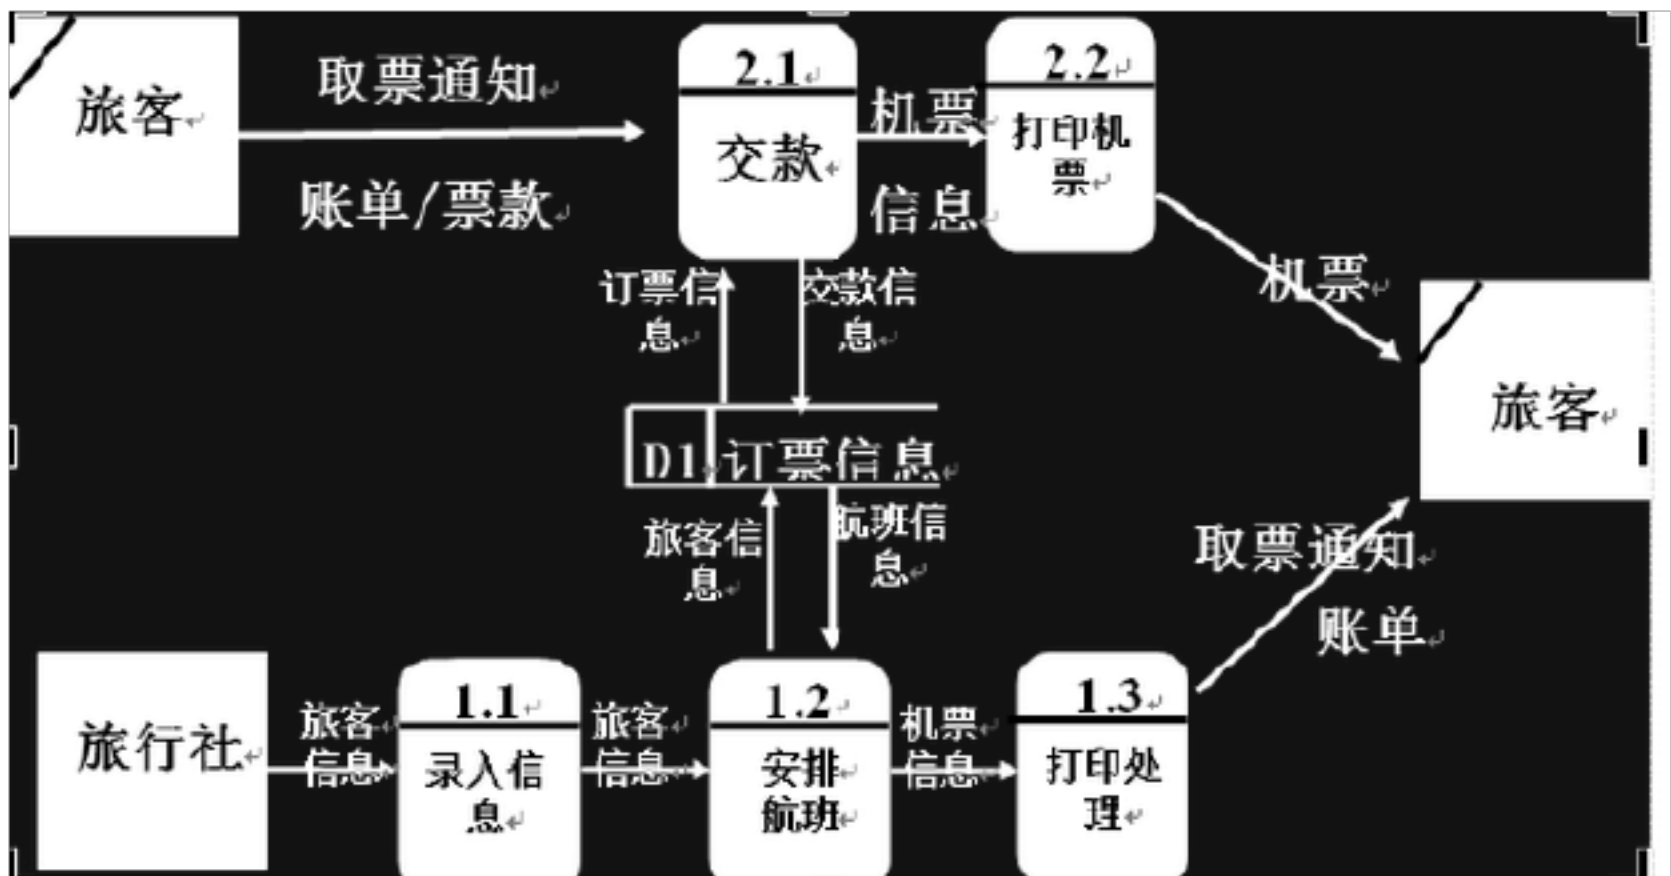 旅客
取票通知
账单/票款
2.1
交款
机票
信息
2.2
打印机
票
订票信
息
交款信
息
机票
旅客
D1 订票信息
旅客信
息
航班信
息
取票通知
账单
旅行社
旅客
信息
1.1
录入信
息
旅客
信息
1.2
安排
航班
机票
信息
1.3
打印处
理